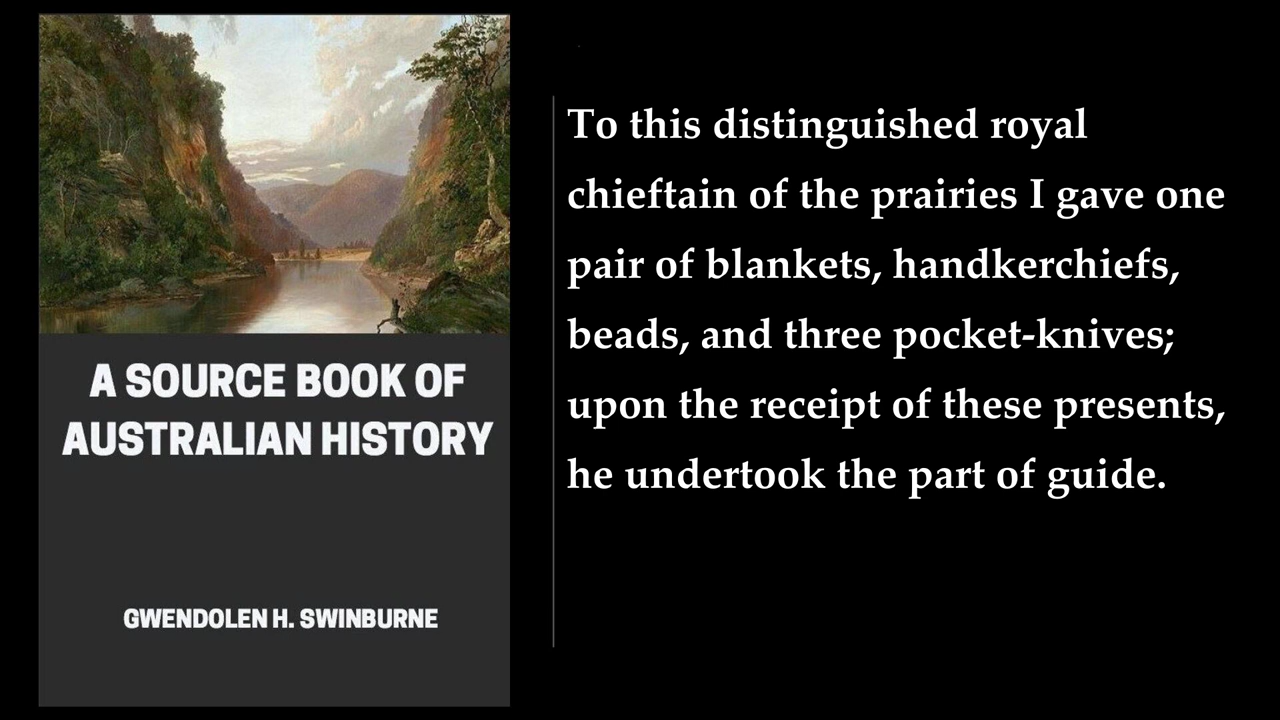 A SOURCE BOOK OF
AUSTRALIAN HISTORY
GWENDOLEN H. SWINBURNE
To this distinguished royal
chieftain of the prairies I gave one
pair of blankets, handkerchiefs,
beads, and three pocket-knives;
upon the receipt of these presents,
he undertook the part of guide.